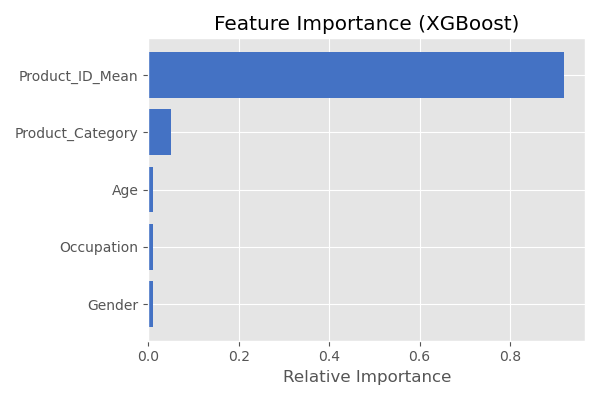 Feature Importance (XGBoost)
Product_ID_Mean
Product_Category
Age
Occupation
Gender
0.0 0.2 0.4 0.6 0.8
Relative Importance